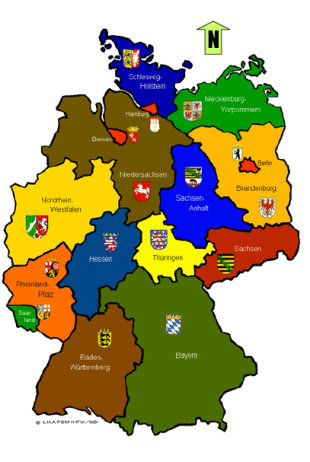 N
Schleswig-
Holstein
Mecklenburg-
Vorpommern
Hamburg
Bremen
Niedersachsen
Berlin
Brandenburg
Sachsen-
Anhalt
Nordrhein-
Westfalen
Hessen
Thüringen
Sachsen
Rheinland-
Pfalz
Saar-
land
Baden-
Württemberg
Bayern
©